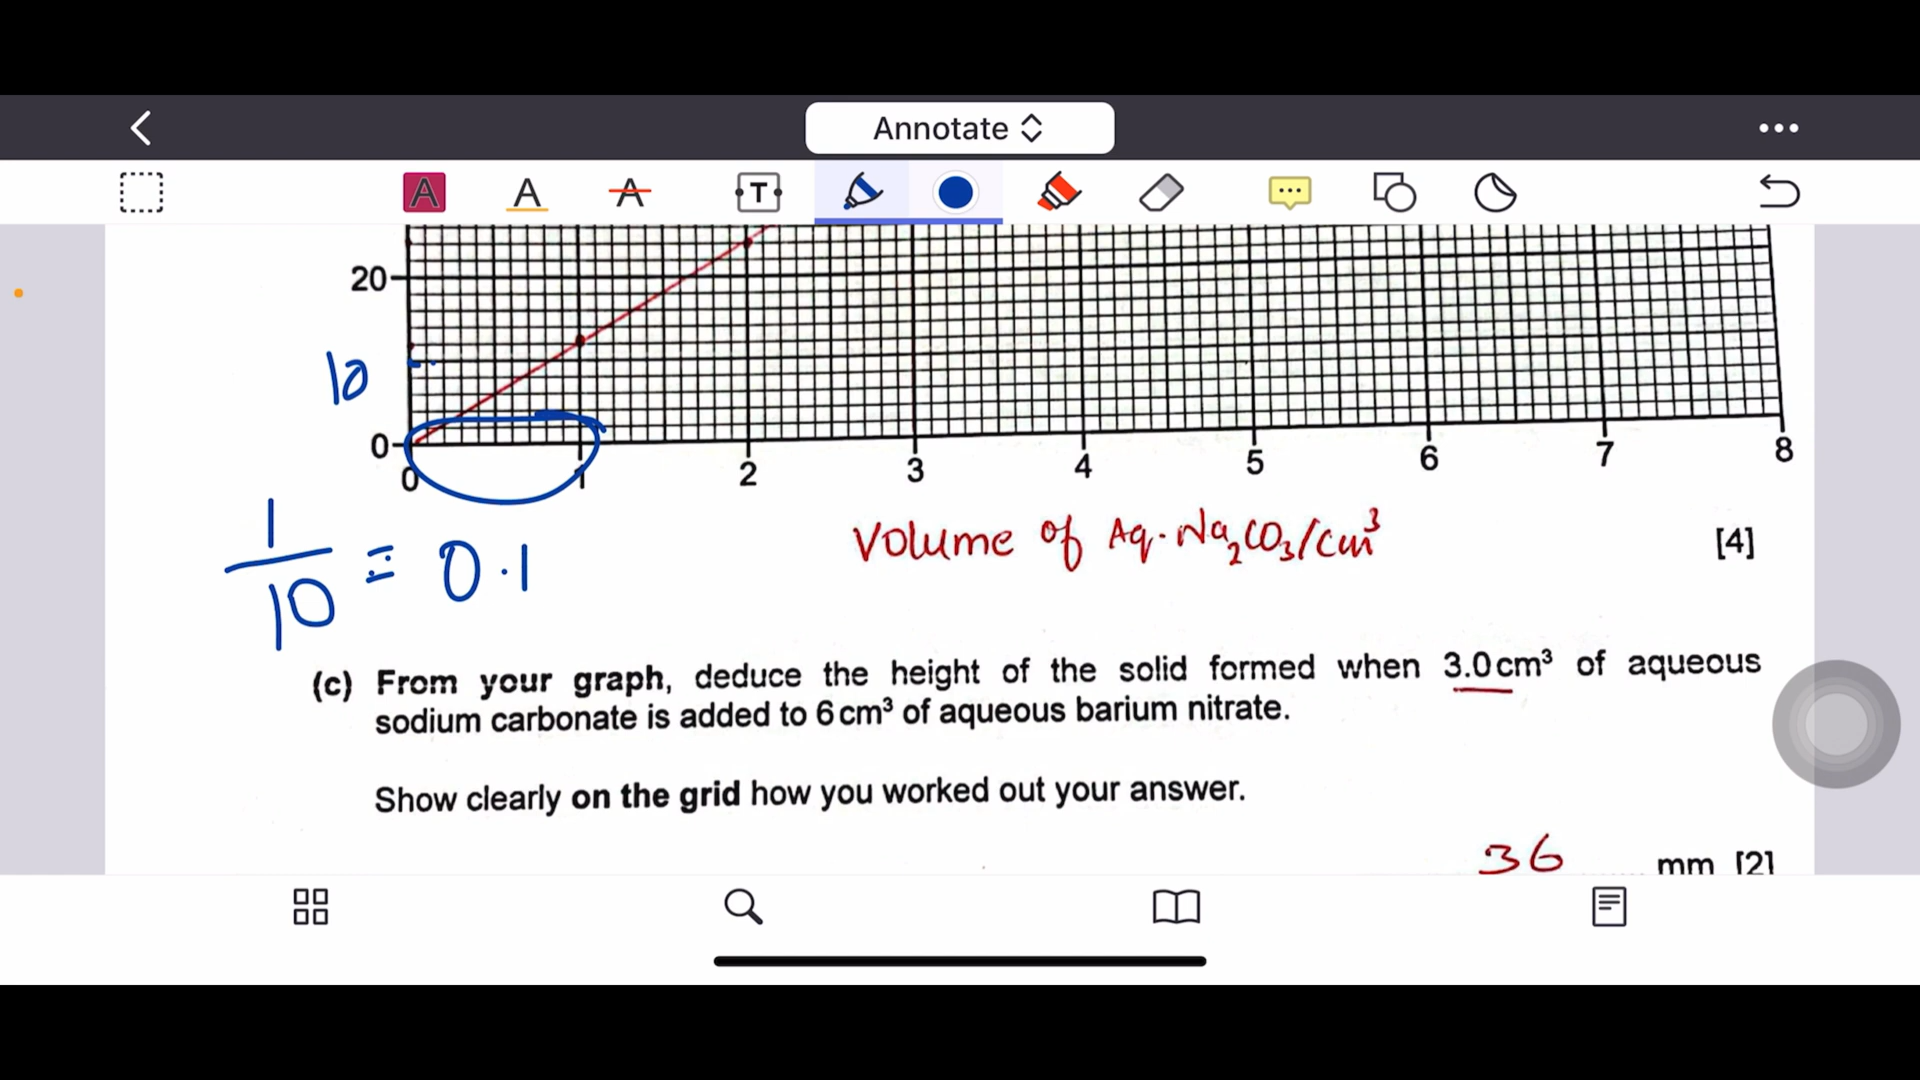 Annotate
A A A T
20
10
0
0 1 2 3 4 5 6 7 8
Volume of Aq. Na₂CO₃/cm³
[4]
1/10 = 0.1
(c) From your graph, deduce the height of the solid formed when 3.0 cm³ of aqueous
sodium carbonate is added to 6 cm³ of aqueous barium nitrate.
Show clearly on the grid how you worked out your answer.
36 mm [2]